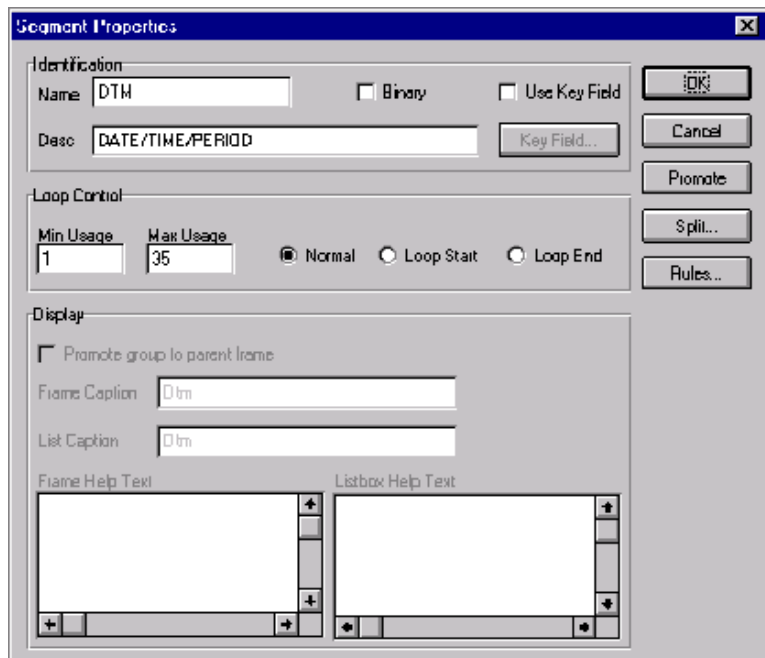 Segment Properties
Identification
Name DTM Binary Use Key Field
Desc DATE/TIME/PERIOD Key Field...
Loop Control
Min Usage Max Usage
1 35 Normal Loop Start Loop End
Display
Promote group to parent frame
Frame Caption Dtm
List Caption Dtm
Frame Help Text Listbox Help Text
OK
Cancel
Promote
Split...
Rules...